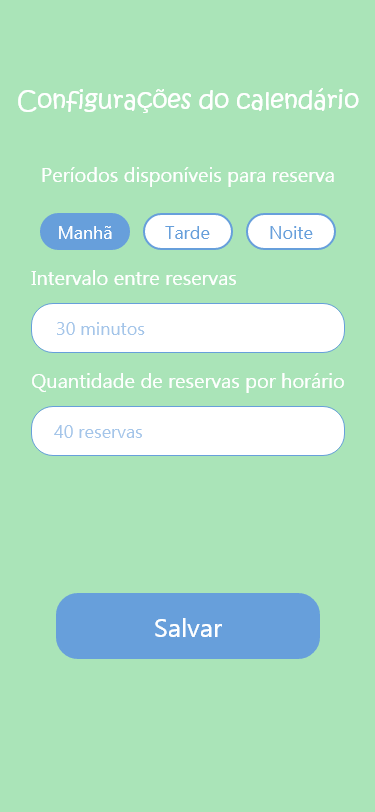 Configurações do calendário
Períodos disponíveis para reserva
Manhã Tarde Noite
Intervalo entre reservas
30 minutos
Quantidade de reservas por horário
40 reservas
Salvar